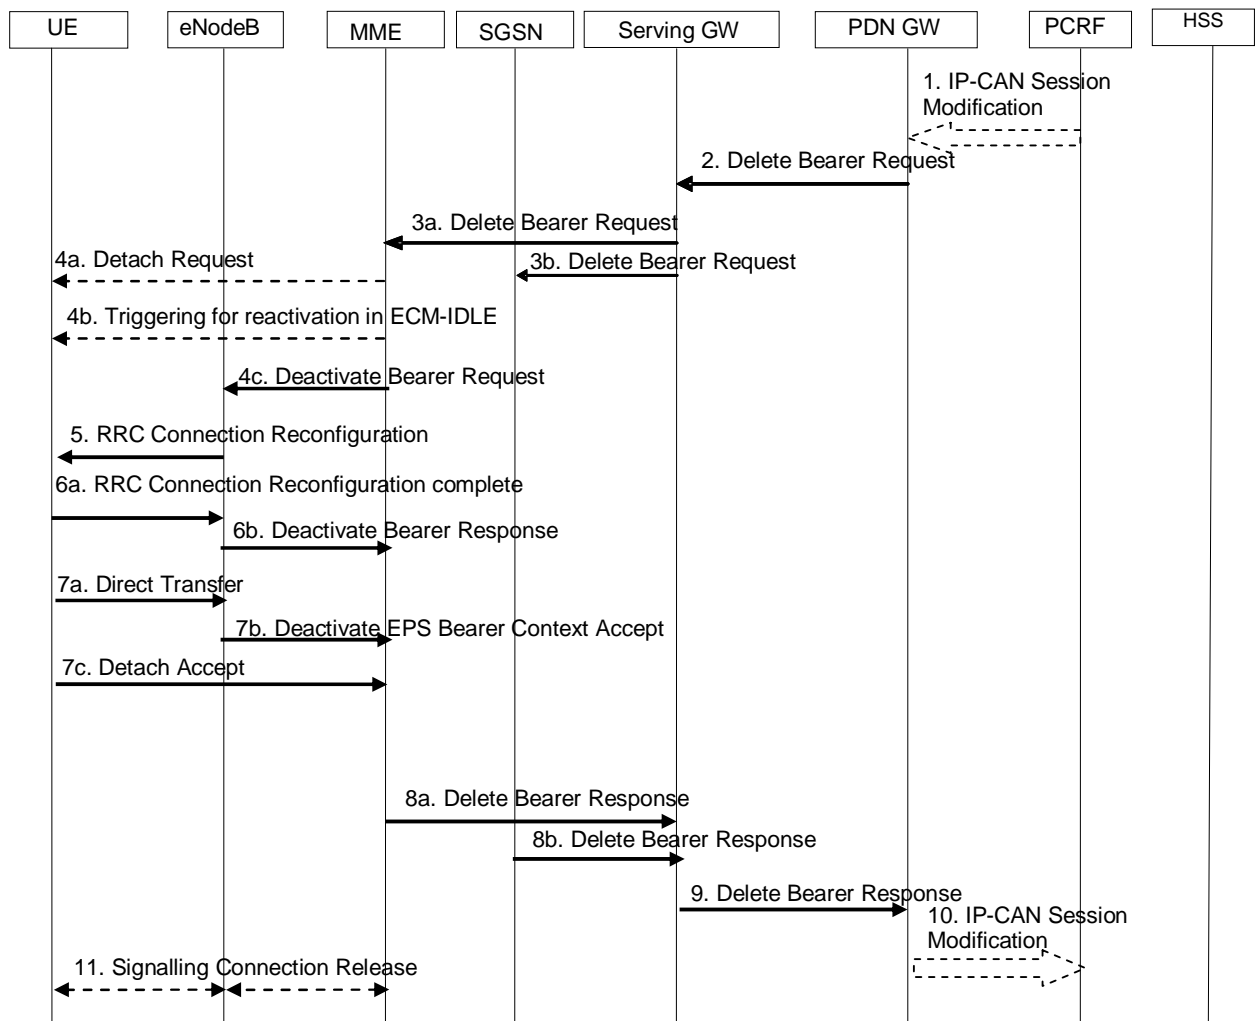 UE
eNodeB
MME
SGSN
Serving GW
PDN GW
PCRF
HSS
1. IP-CAN Session
Modification
2. Delete Bearer Request
3a. Delete Bearer Request
3b. Delete Bearer Request
4a. Detach Request
4b. Triggering for reactivation in ECM-IDLE
4c. Deactivate Bearer Request
5. RRC Connection Reconfiguration
6a. RRC Connection Reconfiguration complete
6b. Deactivate Bearer Response
7a. Direct Transfer
7b. Deactivate EPS Bearer Context Accept
7c. Detach Accept
8a. Delete Bearer Response
8b. Delete Bearer Response
9. Delete Bearer Response
10. IP-CAN Session
Modification
11. Signalling Connection Release